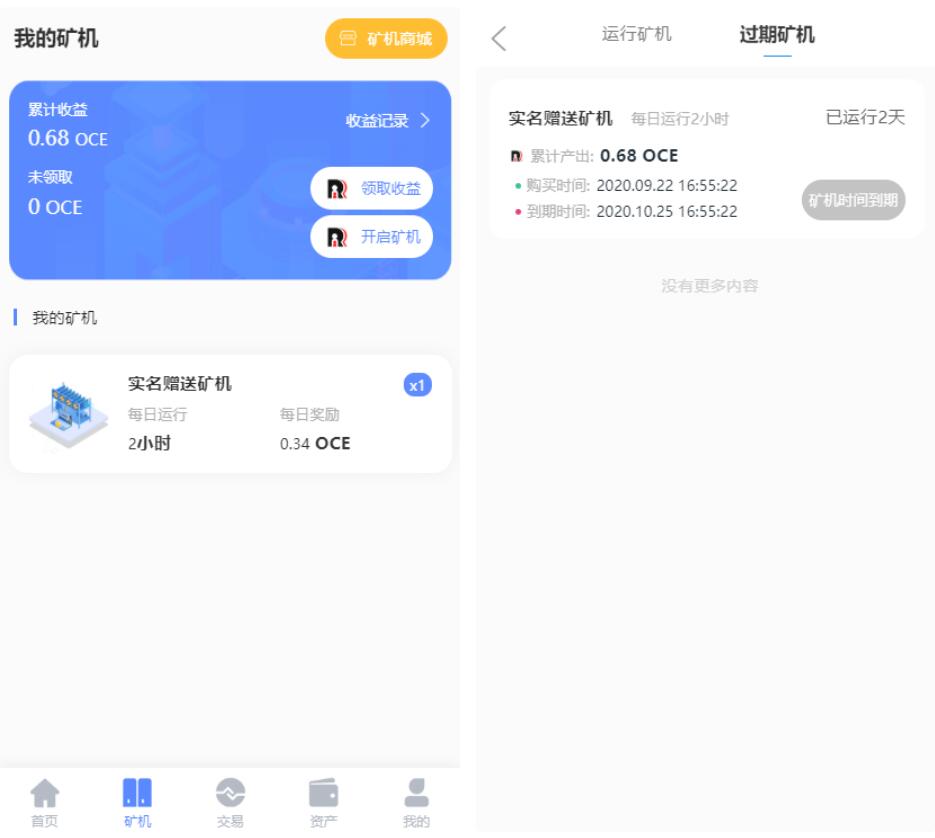 我的矿机
矿机商城
累计收益
0.68 OCE
收益记录
未领取
0 OCE
领取收益
开启矿机
我的矿机
实名赠送矿机
x1
每日运行 每日奖励
2小时 0.34 OCE
首页 矿机 交易 资产 我的
运行矿机 过期矿机
实名赠送矿机 每日运行2小时 已运行2天
累计产出: 0.68 OCE
购买时间: 2020.09.22 16:55:22
到期时间: 2020.10.25 16:55:22
矿机时间到期
没有更多内容